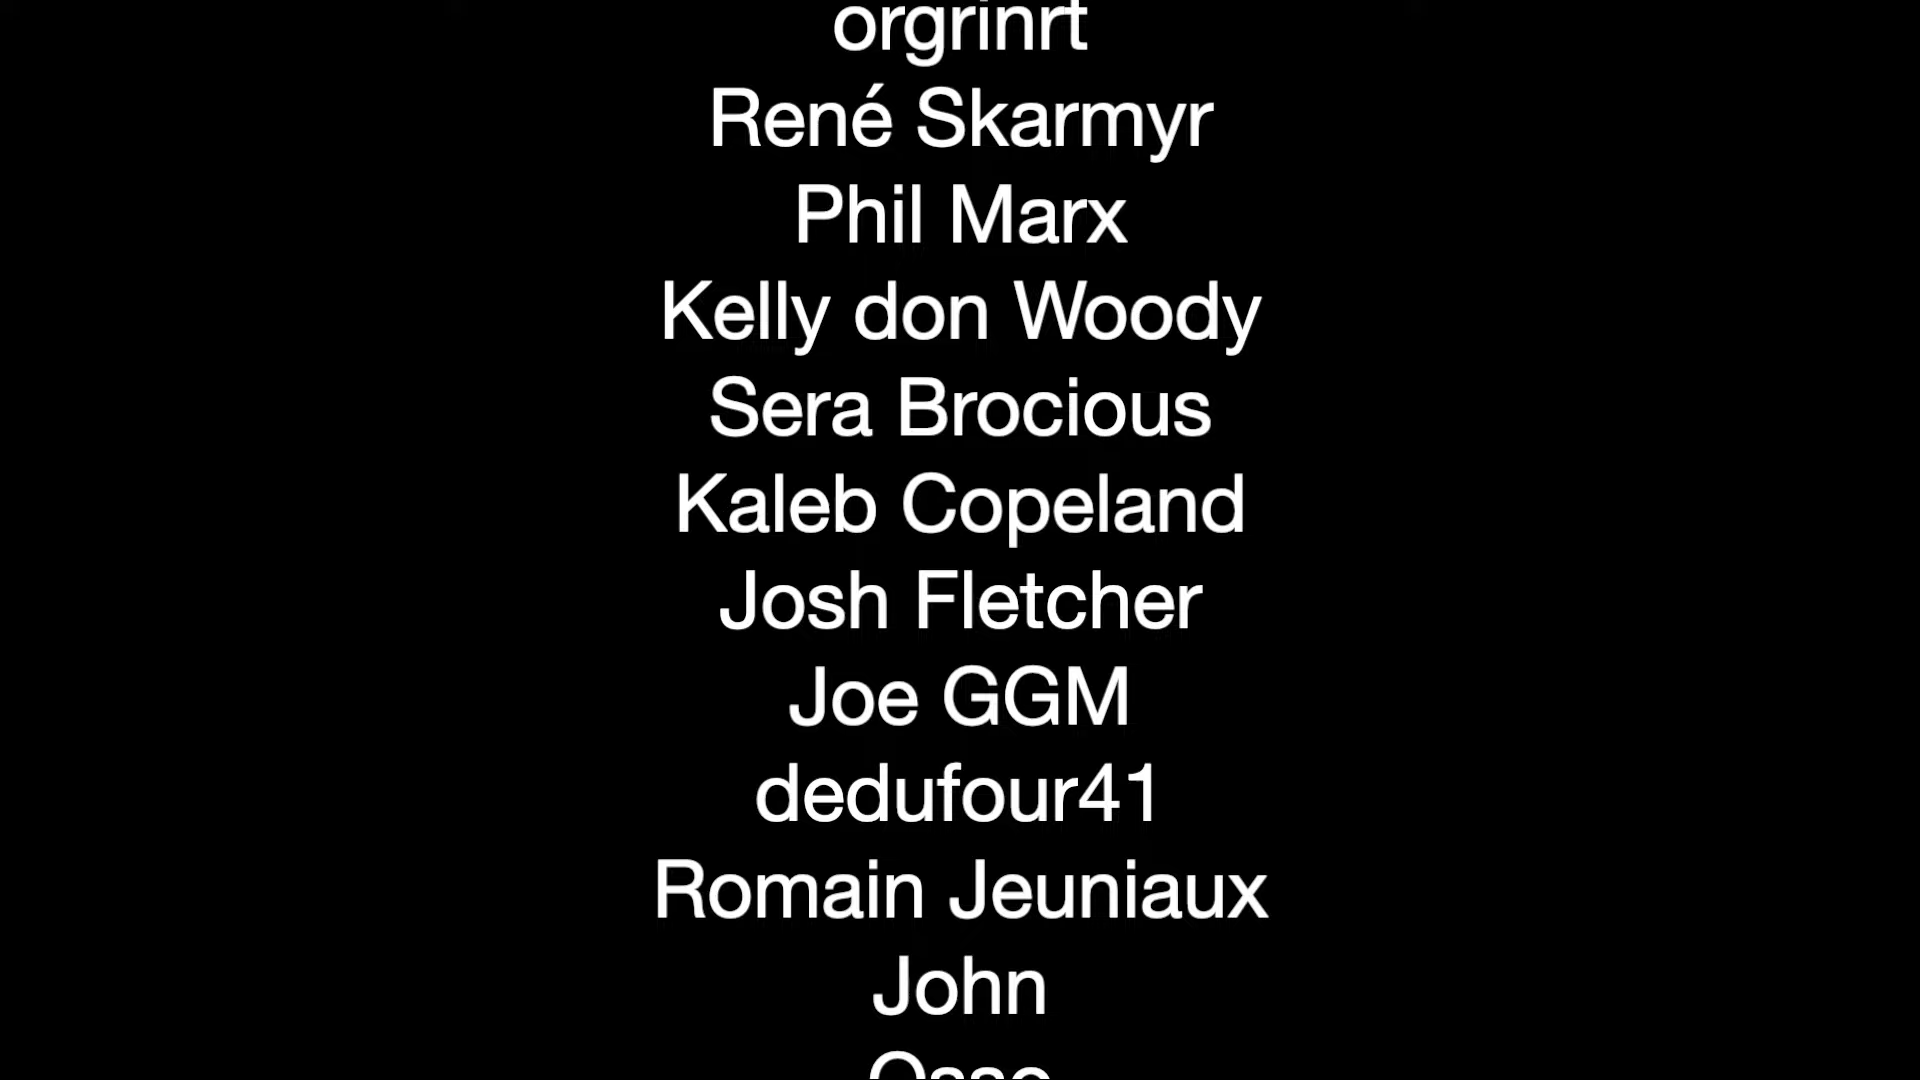 orgrinrt
René Skarmyr
Phil Marx
Kelly don Woody
Sera Brocious
Kaleb Copeland
Josh Fletcher
Joe GGM
dedufour41
Romain Jeuniaux
John